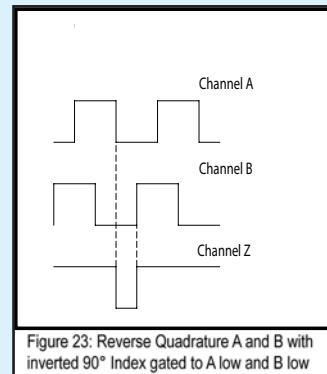 Channel A
Channel B
Channel Z
Figure 23: Reverse Quadrature A and B with
inverted 90° Index gated to A low and B low